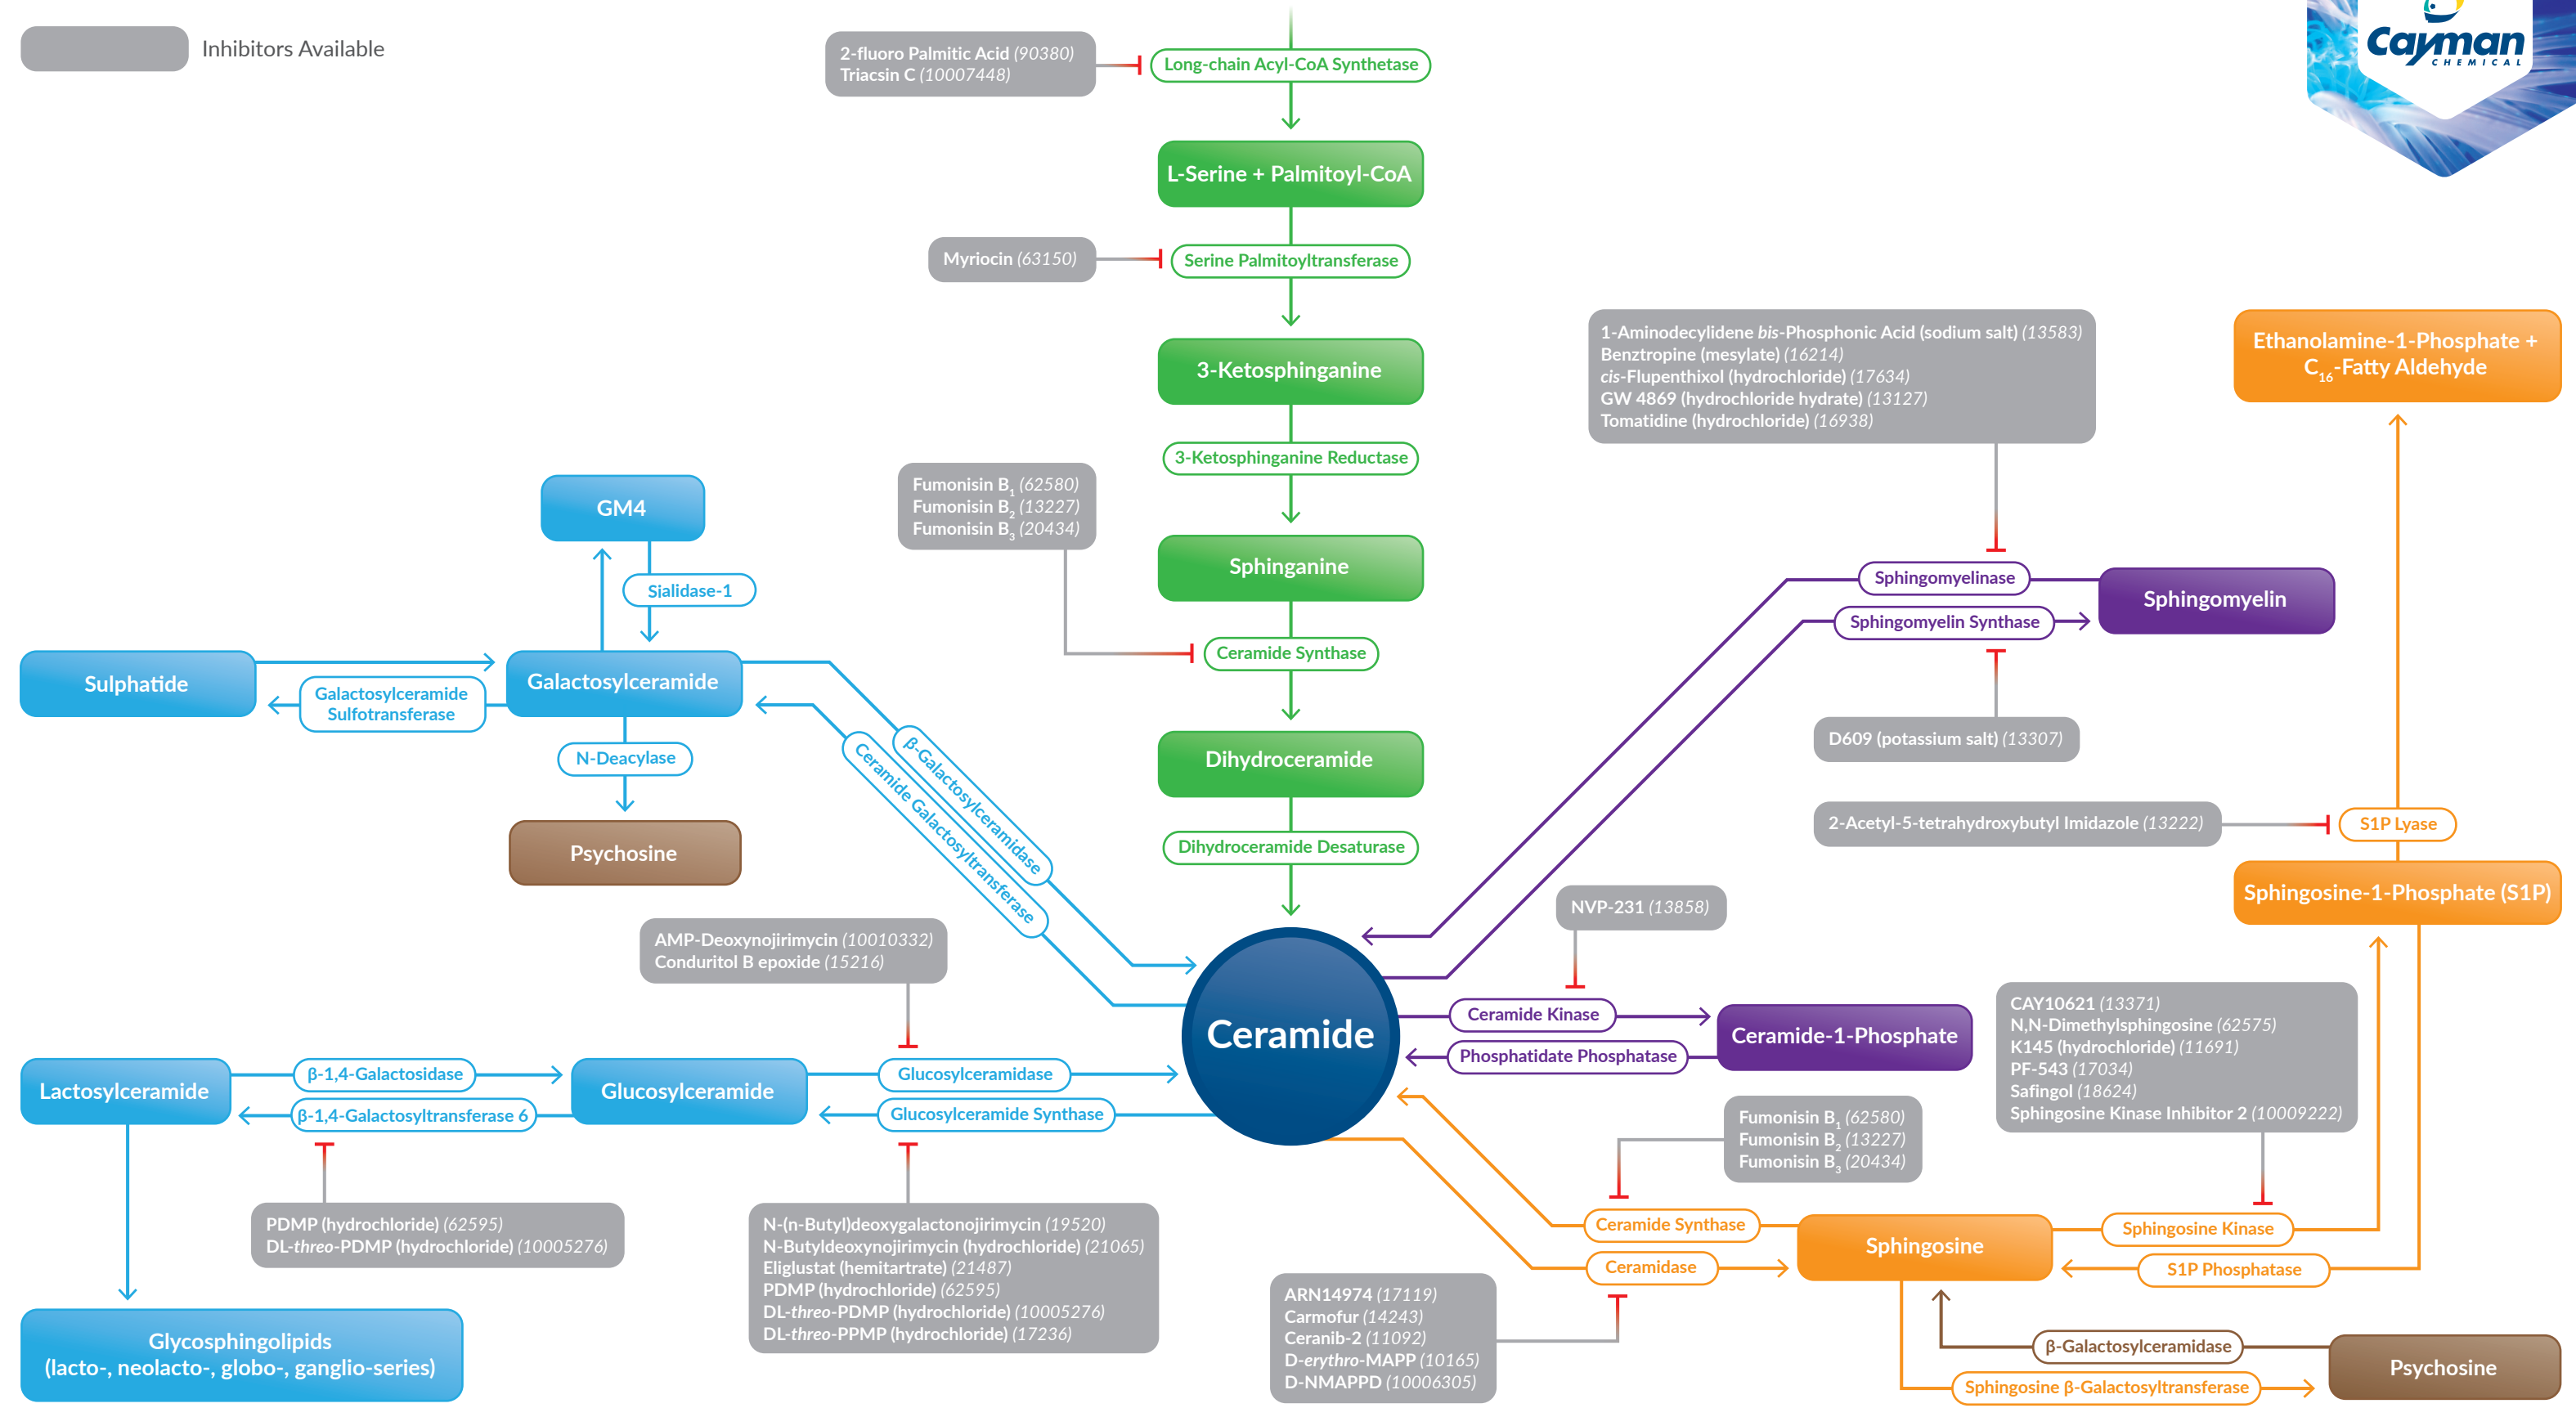 Inhibitors Available
Cayman
CHEMICAL
2-fluoro Palmitic Acid (90380)
Triacsin C (10007448)
Long-chain Acyl-CoA Synthetase
L-Serine + Palmitoyl-CoA
Myriocin (63150)
Serine Palmitoyltransferase
3-Ketosphinganine
3-Ketosphinganine Reductase
Fumonisin B1 (62580)
Fumonisin B2 (13227)
Fumonisin B3 (20434)
Sphinganine
Ceramide Synthase
Dihydroceramide
Dihydroceramide Desaturase
Ceramide
1-Aminodecylidene bis-Phosphonic Acid (sodium salt) (13583)
Benztropine (mesylate) (16214)
cis-Flupenthixol (hydrochloride) (17634)
GW 4869 (hydrochloride hydrate) (13127)
Tomatidine (hydrochloride) (16938)
Sphingomyelinase
Sphingomyelin Synthase
Sphingomyelin
D609 (potassium salt) (13307)
Ethanolamine-1-Phosphate +
C16-Fatty Aldehyde
2-Acetyl-5-tetrahydroxybutyl Imidazole (13222)
S1P Lyase
Sphingosine-1-Phosphate (S1P)
GM4
Sialidase-1
Sulphatide
Galactosylceramide
Sulfotransferase
Galactosylceramide
N-Deacylase
Psychosine
β-Galactosylceramidase
Ceramide Galactosyltransferase
AMP-Deoxynojirimycin (10010332)
Conduritol B epoxide (15216)
Lactosylceramide
β-1,4-Galactosidase
β-1,4-Galactosyltransferase 6
Glucosylceramide
Glucosylceramidase
Glucosylceramide Synthase
PDMP (hydrochloride) (62595)
DL-threo-PDMP (hydrochloride) (10005276)
N-(n-Butyl)deoxygalactonojirimycin (19520)
N-Butyldeoxynojirimycin (hydrochloride) (21065)
Eliglustat (hemitartrate) (21487)
PDMP (hydrochloride) (62595)
DL-threo-PDMP (hydrochloride) (10005276)
DL-threo-PPMP (hydrochloride) (17236)
Glycosphingolipids
(lacto-, neolacto-, globo-, ganglio-series)
NVP-231 (13858)
Ceramide Kinase
Phosphatidate Phosphatase
Ceramide-1-Phosphate
CAY10621 (13371)
N,N-Dimethylsphingosine (62575)
K145 (hydrochloride) (11691)
PF-543 (17034)
Safingol (18624)
Sphingosine Kinase Inhibitor 2 (10009222)
Fumonisin B1 (62580)
Fumonisin B2 (13227)
Fumonisin B3 (20434)
Ceramide Synthase
Ceramidase
Sphingosine
Sphingosine Kinase
S1P Phosphatase
ARN14974 (17119)
Carmofur (14243)
Ceranib-2 (11092)
D-erythro-MAPP (10165)
D-NMAPPD (10006305)
β-Galactosylceramidase
Sphingosine β-Galactosyltransferase
Psychosine